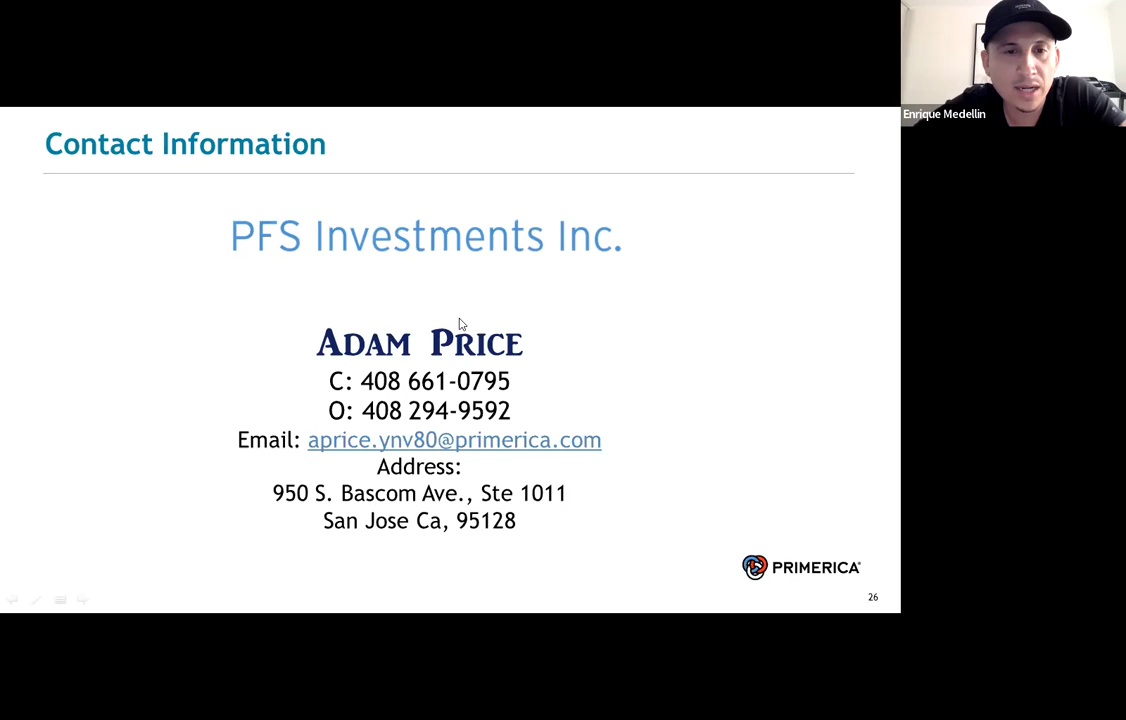 Enrique Medellin
Contact Information
PFS Investments Inc.
ADAM PRICE
C: 408 661-0795
O: 408 294-9592
Email: aprice.ynv80@primerica.com
Address:
950 S. Bascom Ave., Ste 1011
San Jose Ca, 95128
PRIMERICA
26